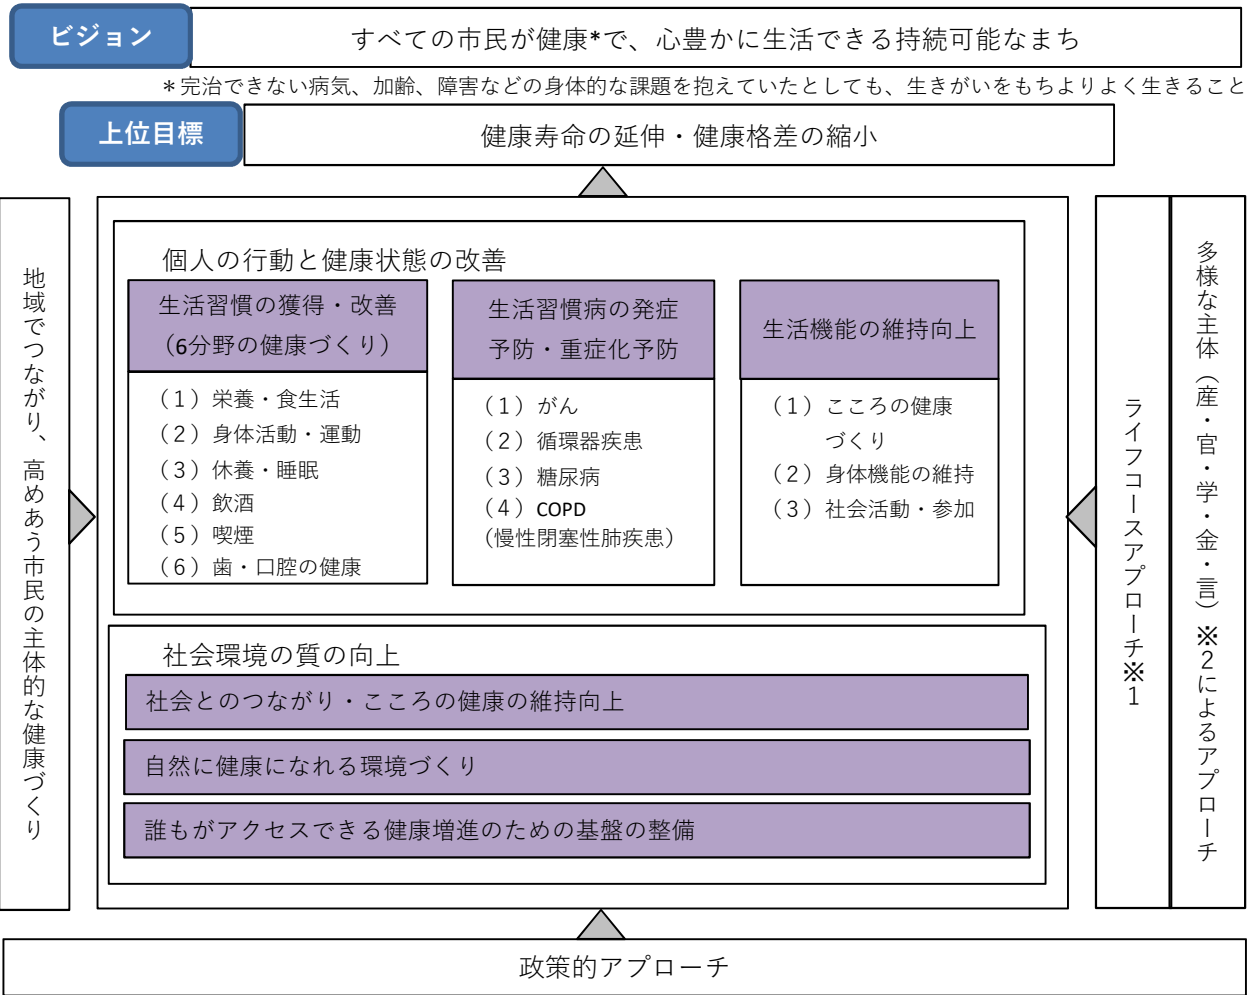 ビジョン
すべての市民が健康*で、心豊かに生活できる持続可能なまち
＊完治できない病気、加齢、障害などの身体的な課題を抱えていたとしても、生きがいをもちよりよく生きること
上位目標
健康寿命の延伸・健康格差の縮小
地域でつながり、高めあう市民の主体的な健康づくり
個人の行動と健康状態の改善
生活習慣の獲得・改善
（6分野の健康づくり）
（1）栄養・食生活
（2）身体活動・運動
（3）休養・睡眠
（4）飲酒
（5）喫煙
（6）歯・口腔の健康
生活習慣病の発症
予防・重症化予防
（1）がん
（2）循環器疾患
（3）糖尿病
（4）COPD
(慢性閉塞性肺疾患）
生活機能の維持向上
（1）こころの健康
づくり
（2）身体機能の維持
（3）社会活動・参加
社会環境の質の向上
社会とのつながり・こころの健康の維持向上
自然に健康になれる環境づくり
誰もがアクセスできる健康増進のための基盤の整備
ライフコースアプローチ※1
多様な主体（産・官・学・金・言）※2によるアプローチ
政策的アプローチ